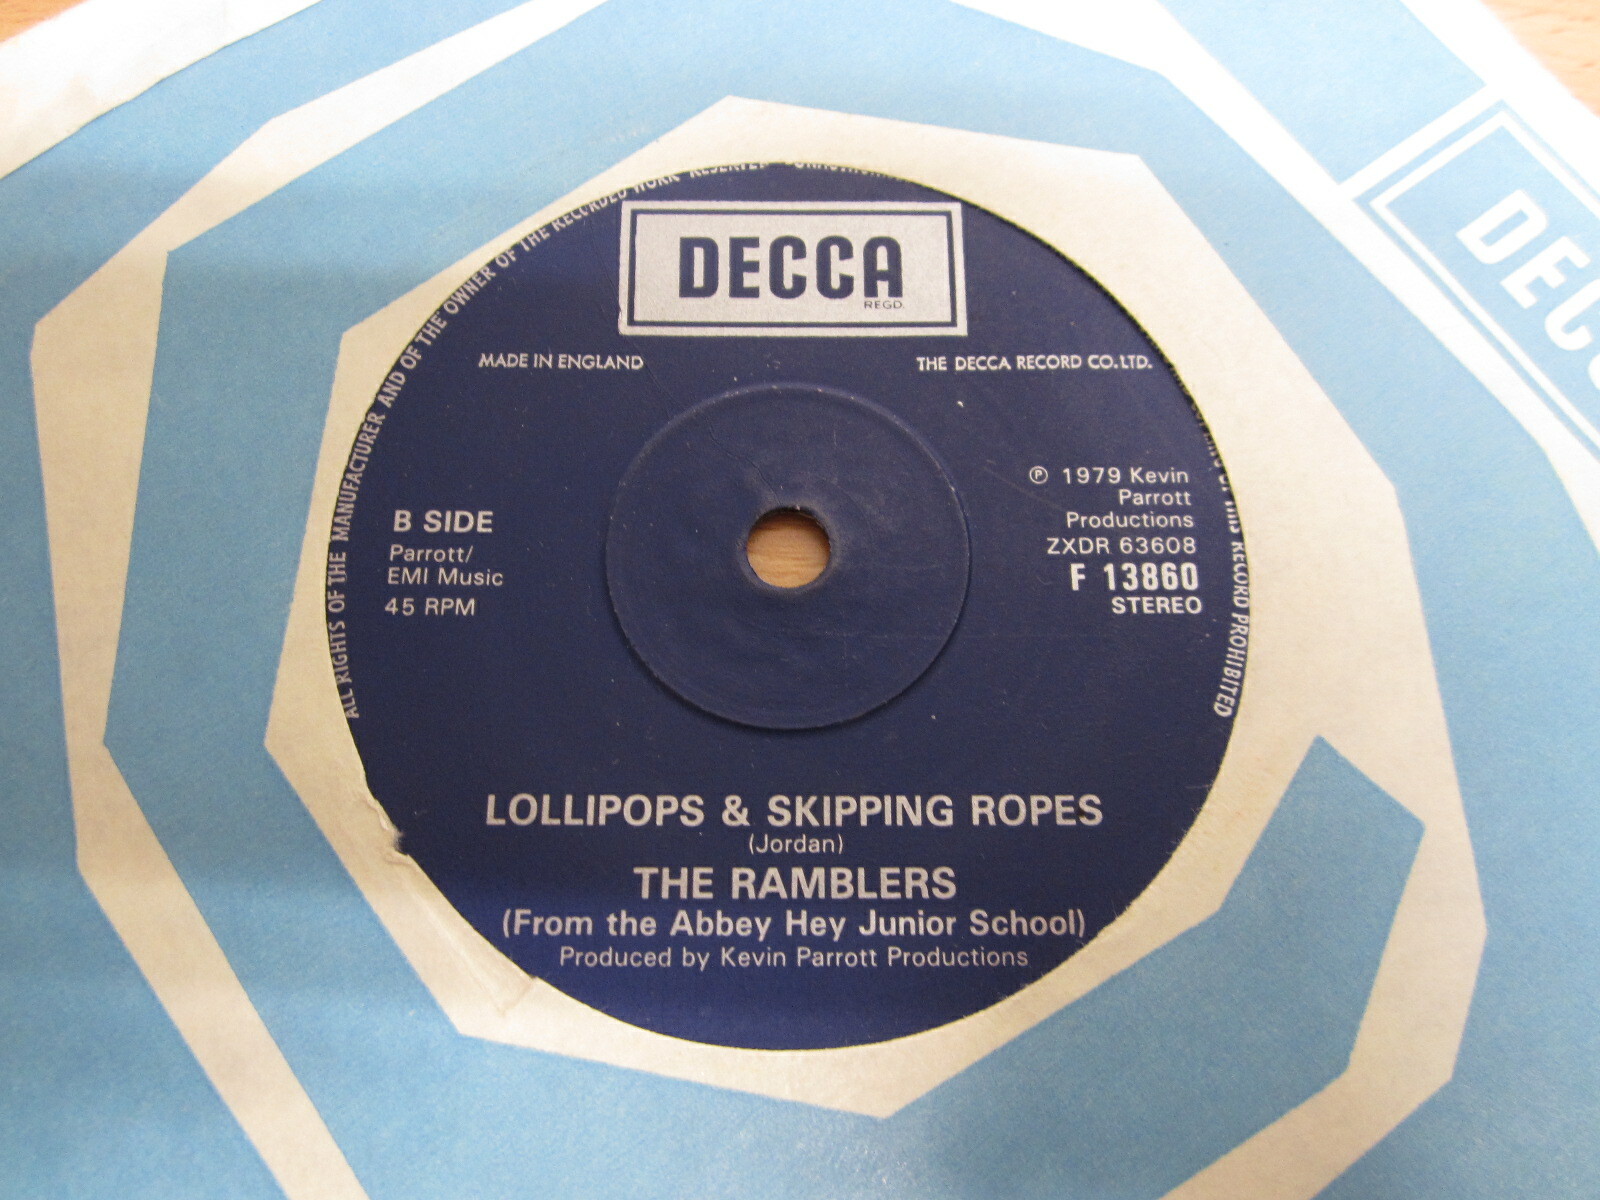 DECCA
REGD.
MADE IN ENGLAND
THE DECCA RECORD CO. LTD.
℗ 1979 Kevin
Parrott
Productions
ZXDR 63608
F 13860
STEREO
B SIDE
Parrott/
EMI Music
45 RPM
LOLLIPOPS & SKIPPING ROPES
(Jordan)
THE RAMBLERS
(From the Abbey Hey Junior School)
Produced by Kevin Parrott Productions
ALL RIGHTS OF THE MANUFACTURER AND OF THE OWNER OF THE RECORDED WORK RESERVED
OF THIS RECORD PROHIBITED